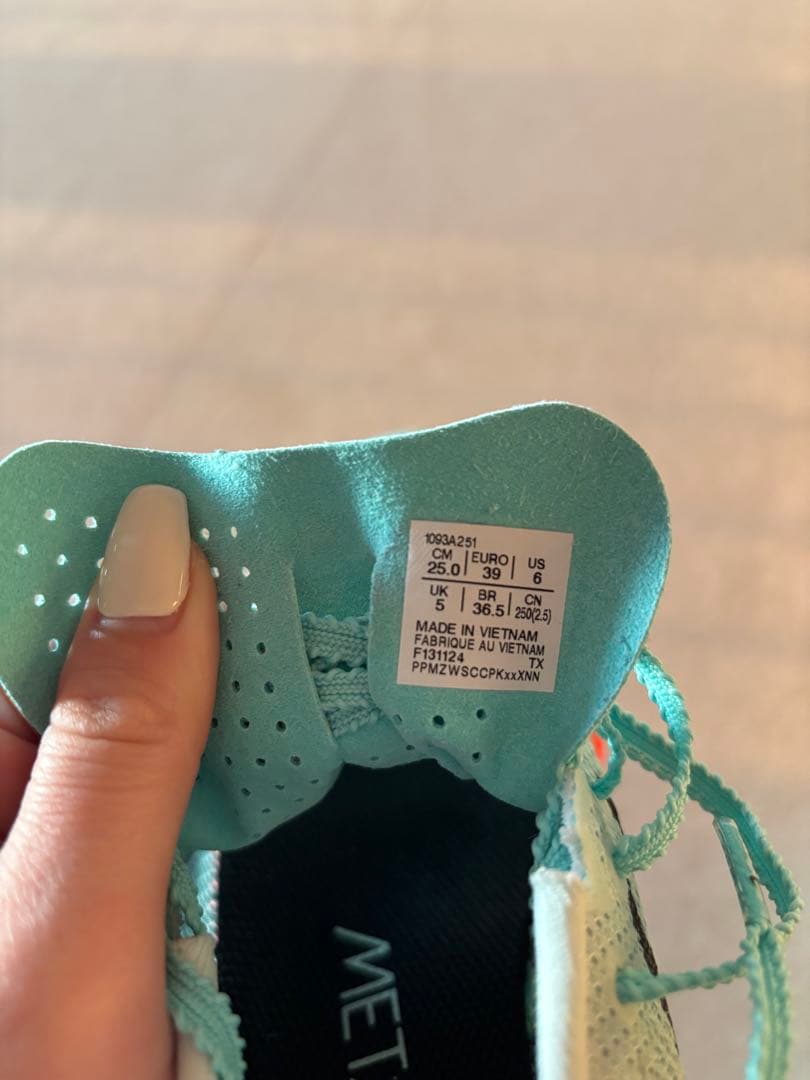 1093A251
CM EURO US
25.0 39 6
UK BR CN
5 36.5 250(2.5)
MADE IN VIETNAM
FABRIQUE AU VIETNAM
F131124 TX
PPMZWSCCPKxxXNN
MET